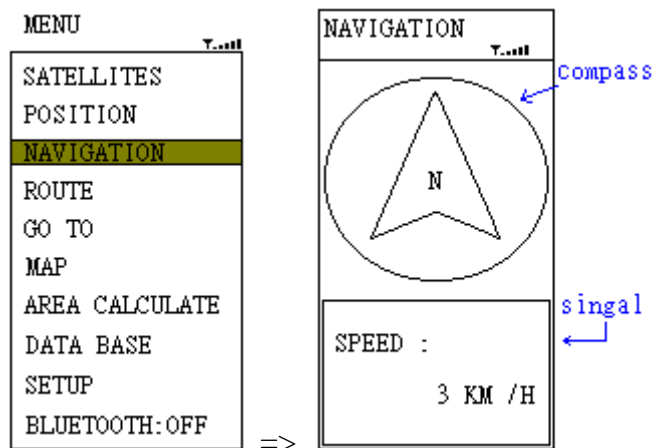 MENU
SATELLITES
POSITION
NAVIGATION
ROUTE
GO TO
MAP
AREA CALCULATE
DATA BASE
SETUP
BLUETOOTH:OFF
=>
NAVIGATION
compass
N
singal
SPEED :
3 KM /H